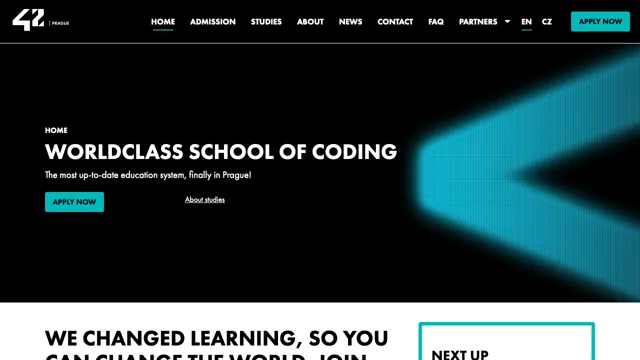 42 | PRAGUE
HOME ADMISSION STUDIES ABOUT NEWS CONTACT FAQ PARTNERS EN CZ APPLY NOW
HOME
WORLDCLASS SCHOOL OF CODING
The most up-to-date education system, finally in Prague!
APPLY NOW About studies
WE CHANGED LEARNING, SO YOU
CAN CHANGE THE WORLD. JOIN
NEXT UP